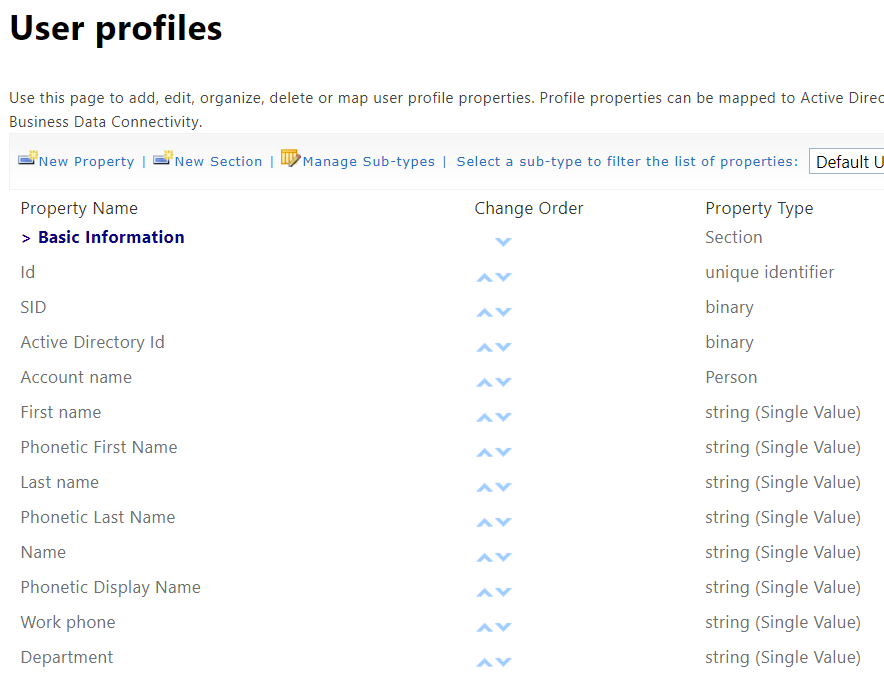 User profiles
Use this page to add, edit, organize, delete or map user profile properties. Profile properties can be mapped to Active Direc
Business Data Connectivity.
New Property | New Section | Manage Sub-types | Select a sub-type to filter the list of properties: Default U
Property Name Change Order Property Type
> Basic Information Section
Id unique identifier
SID binary
Active Directory Id binary
Account name Person
First name string (Single Value)
Phonetic First Name string (Single Value)
Last name string (Single Value)
Phonetic Last Name string (Single Value)
Name string (Single Value)
Phonetic Display Name string (Single Value)
Work phone string (Single Value)
Department string (Single Value)